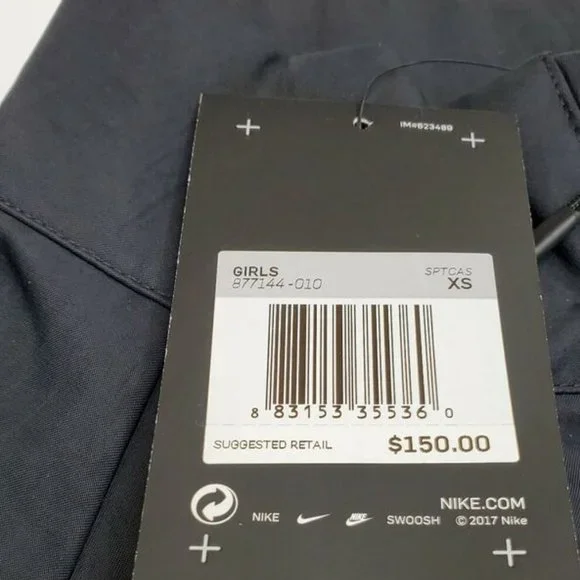 IM#623489
GIRLS
877144-010
SPTCAS
XS
8 83153 35536 0
SUGGESTED RETAIL $150.00
NIKE.COM
NIKE SWOOSH © 2017 Nike